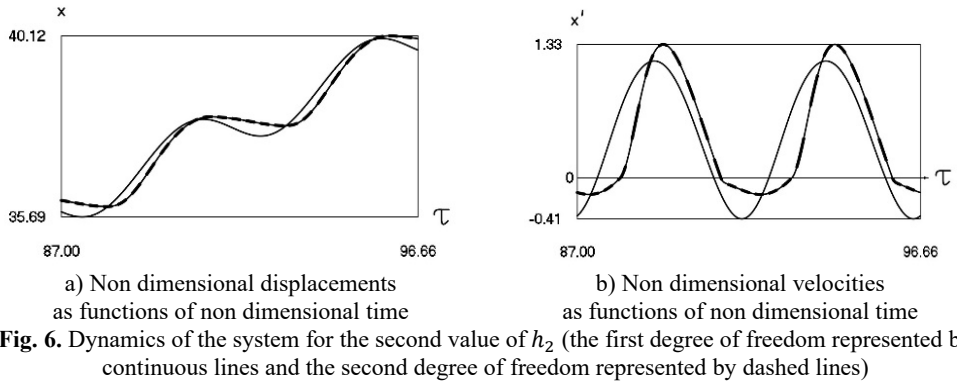 x
40.12
35.69
τ
87.00
96.66
x'
1.33
0
τ
-0.41
87.00
96.66
a) Non dimensional displacements
as functions of non dimensional time
b) Non dimensional velocities
as functions of non dimensional time
Fig. 6. Dynamics of the system for the second value of h₂ (the first degree of freedom represented b
continuous lines and the second degree of freedom represented by dashed lines)